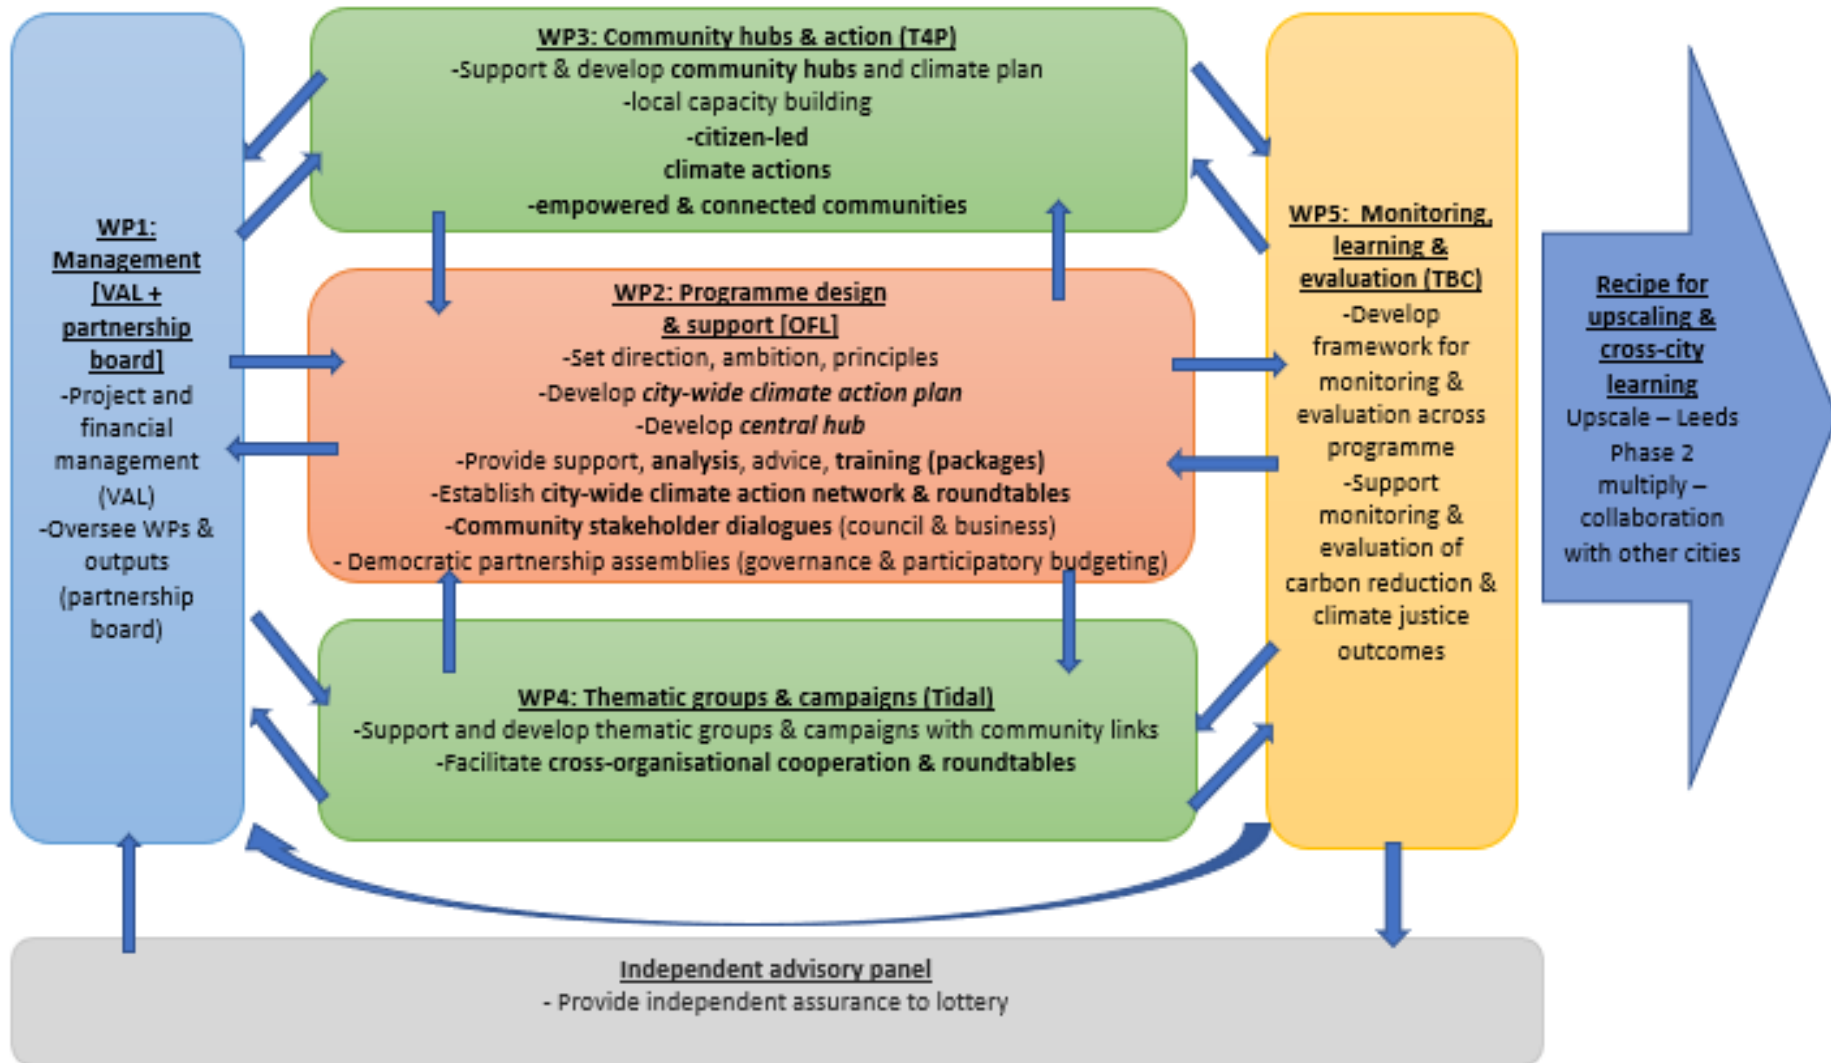 WP3: Community hubs & action (T4P)
-Support & develop community hubs and climate plan
-local capacity building
-citizen-led
climate actions
-empowered & connected communities
WP1:
Management
[VAL +
partnership
board]
-Project and
financial
management
(VAL)
-Oversee WPs &
outputs
(partnership
board)
WP2: Programme design
& support [OFL]
-Set direction, ambition, principles
-Develop city-wide climate action plan
-Develop central hub
-Provide support, analysis, advice, training (packages)
-Establish city-wide climate action network & roundtables
-Community stakeholder dialogues (council & business)
- Democratic partnership assemblies (governance & participatory budgeting)
WP4: Thematic groups & campaigns (Tidal)
-Support and develop thematic groups & campaigns with community links
-Facilitate cross-organisational cooperation & roundtables
WP5: Monitoring,
learning &
evaluation (TBC)
-Develop
framework for
monitoring &
evaluation across
programme
-Support
monitoring &
evaluation of
carbon reduction &
climate justice
outcomes
Recipe for
upscaling &
cross-city
learning
Upscale – Leeds
Phase 2
multiply –
collaboration
with other cities
Independent advisory panel
- Provide independent assurance to lottery